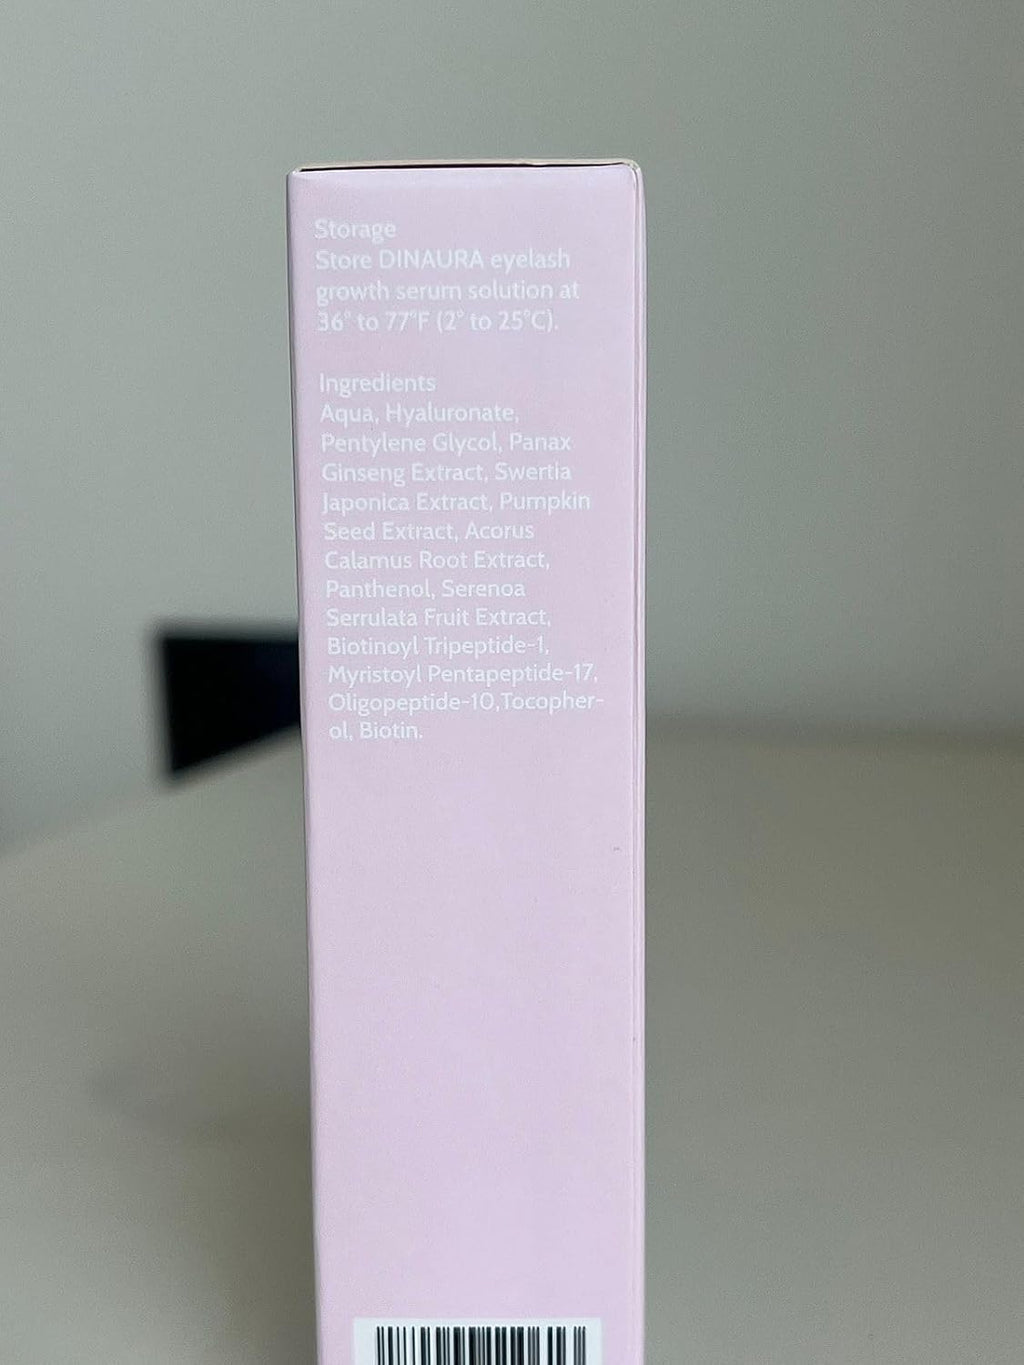 Storage
Store DINAURA eyelash
growth serum solution at
36° to 77°F (2° to 25°C).
Ingredients
Aqua, Hyaluronate,
Pentylene Glycol, Panax
Ginseng Extract, Swertia
Japonica Extract, Pumpkin
Seed Extract, Acorus
Calamus Root Extract,
Panthenol, Serenoa
Serrulata Fruit Extract,
Biotinoyl Tripeptide-1,
Myristoyl Pentapeptide-17,
Oligopeptide-10,Tocopher-
ol, Biotin.